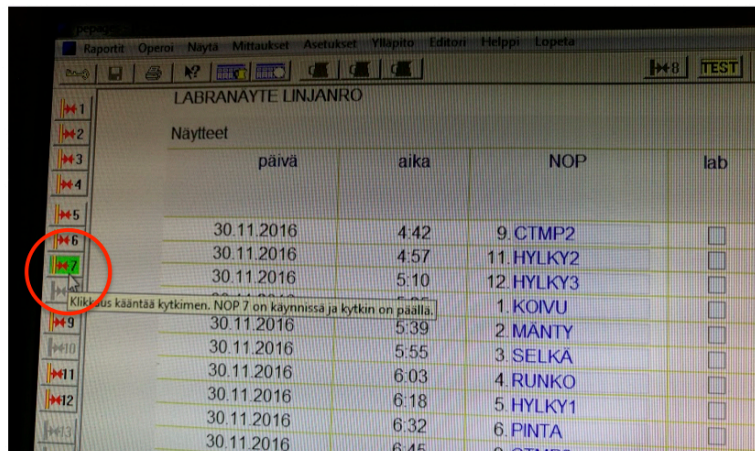 pepago
Raportit Operoi Näytä Mittaukset Asetukset Ylläpito Editori Helppo Lopeta
8 TEST
LABRANÄYTE LINJANRO
1
2
Näytteet
3
päivä aika NOP lab
4
5
30.11.2016 4:42 9. CTMP2
6
30.11.2016 4:57 11. HYLKY2
7
30.11.2016 5:10 12. HYLKY3
Klikkaus kääntää kytkimen. NOP 7 on käynnissä ja kytkin on päällä.
1. KOIVU
9
30.11.2016 5:39 2. MÄNTY
10
30.11.2016 5:55 3. SELKÄ
11
30.11.2016 6:03 4. RUNKO
12
30.11.2016 6:18 5. HYLKY1
13
30.11.2016 6:32 6. PINTA
30.11.2016 6:45